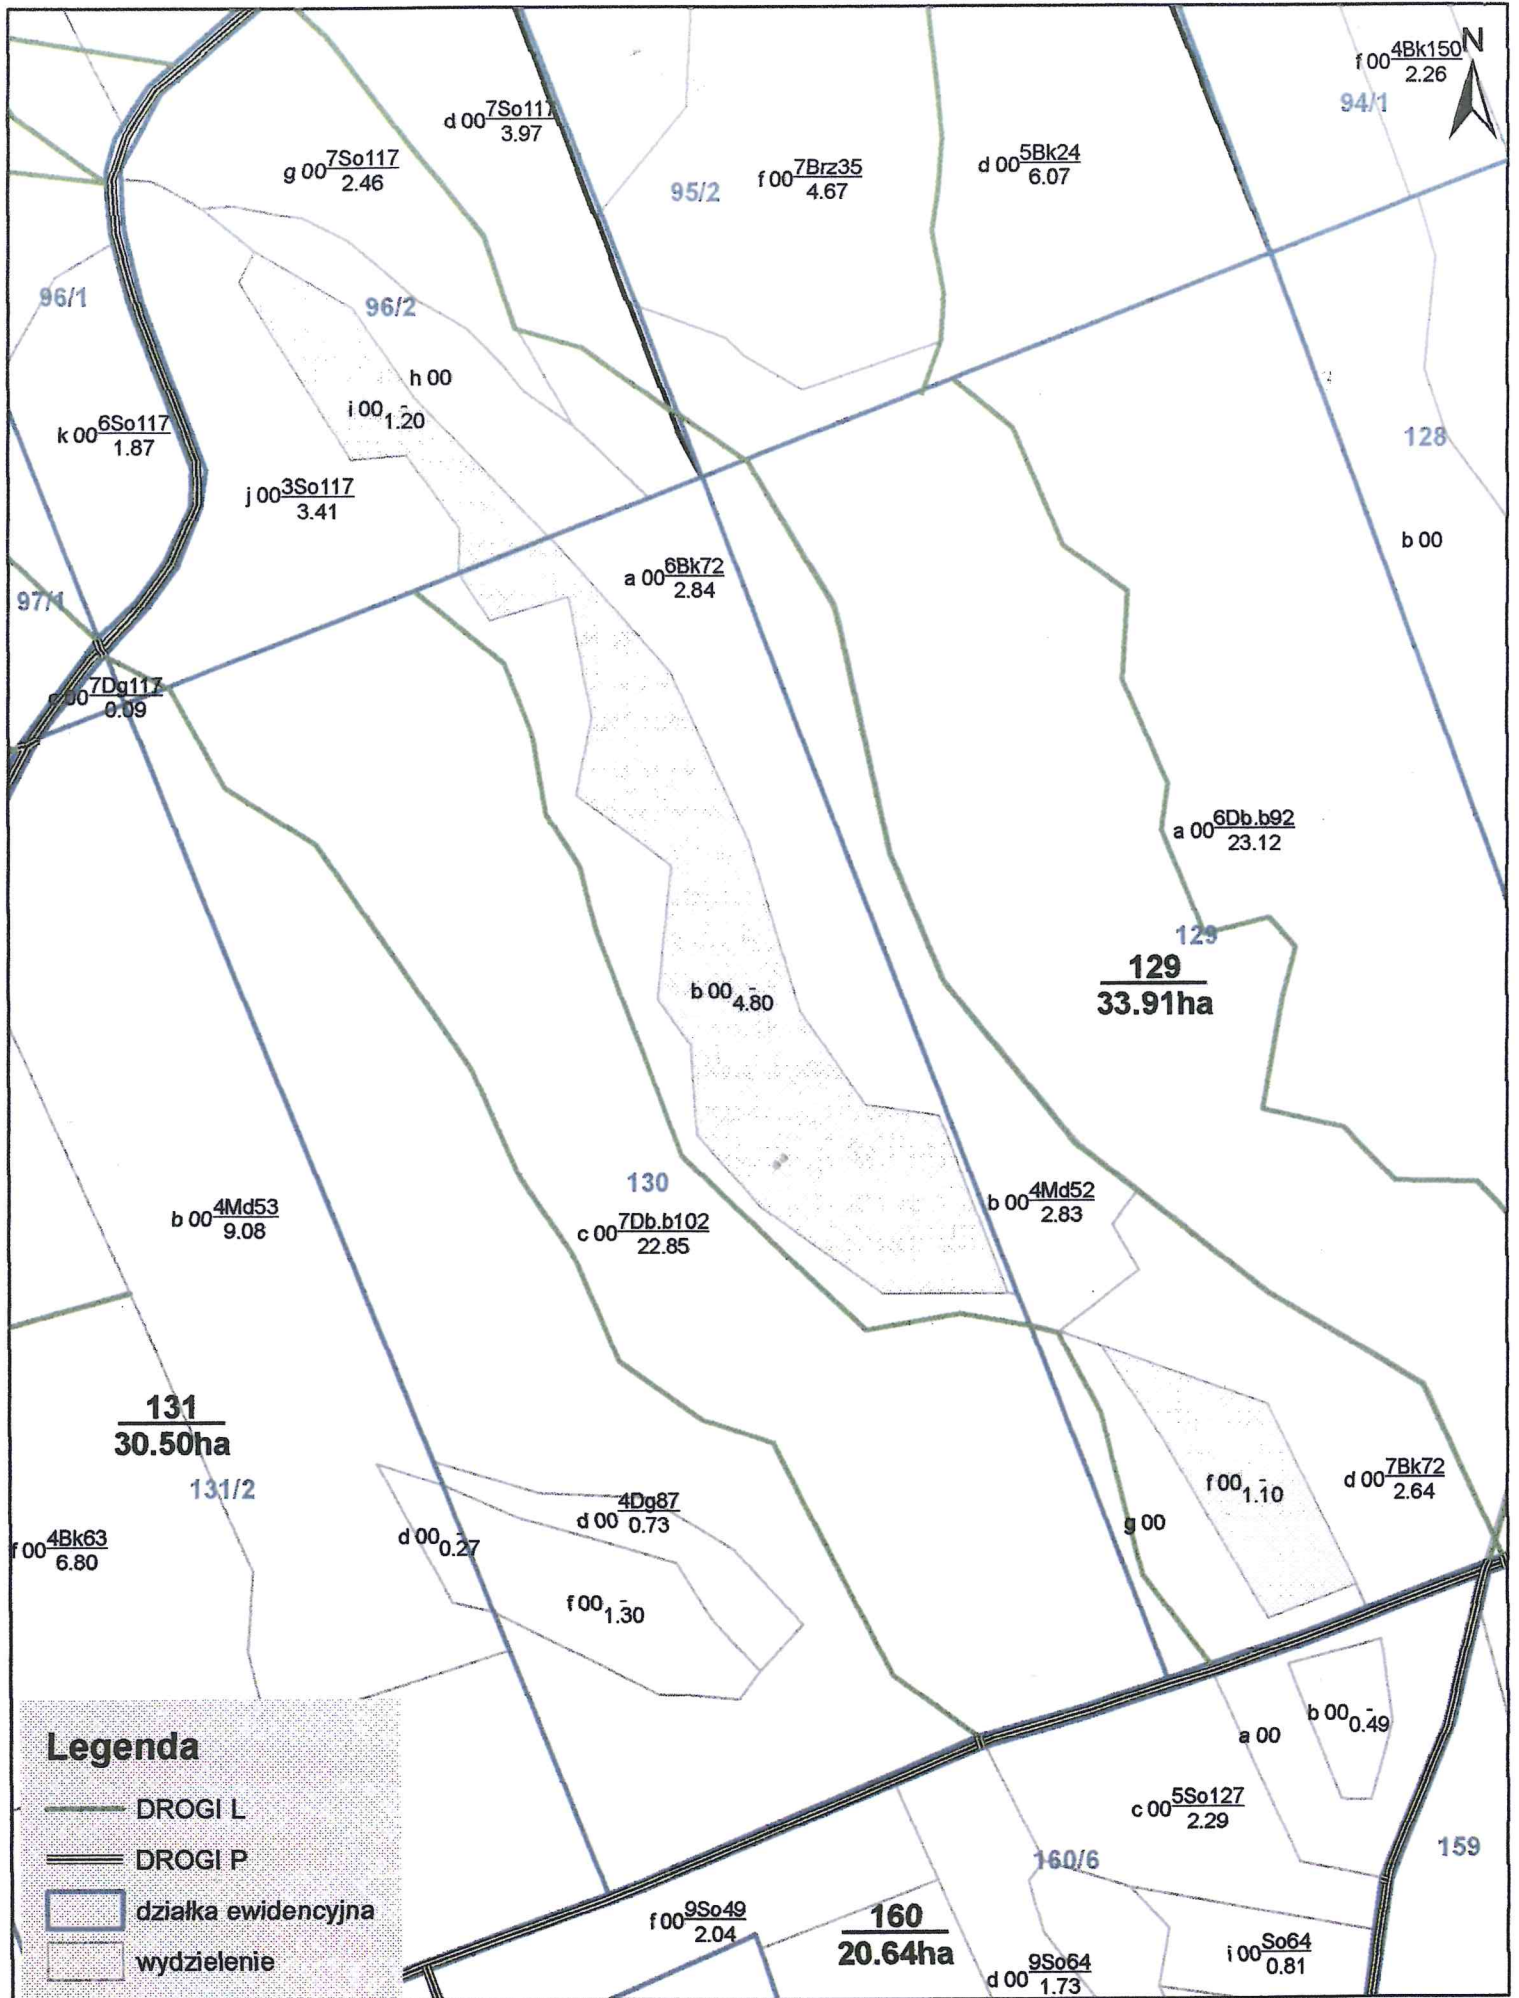 N
f 00 4Bk150
2.26
94/1
d 00 7So117
3.97
g 00 7So117
2.46
95/2
f 00 7Brz35
4.67
d 00 5Bk24
6.07
96/1
96/2
h 00
i 00 -
1.20
k 00 6So117
1.87
j 00 3So117
3.41
128
b 00
a 00 6Bk72
2.84
97/1
00 7Dg117
0.09
a 00 6Db.b92
23.12
129
129
33.91ha
b 00 -
4.80
130
b 00 4Md53
9.08
c 00 7Db.b102
22.85
b 00 4Md52
2.83
131
30.50ha
131/2
f 00 4Bk63
6.80
d 00 -
0.27
d 00 4Dg87
0.73
f 00 -
1.30
f 00 -
1.10
d 00 7Bk72
2.64
g 00
a 00
b 00 -
0.49
c 00 5So127
2.29
159
160/6
f 00 9So49
2.04
160
20.64ha
d 00 9So64
1.73
i 00 So64
0.81
Legenda
DROGI L
DROGI P
działka ewidencyjna
wydzielenie